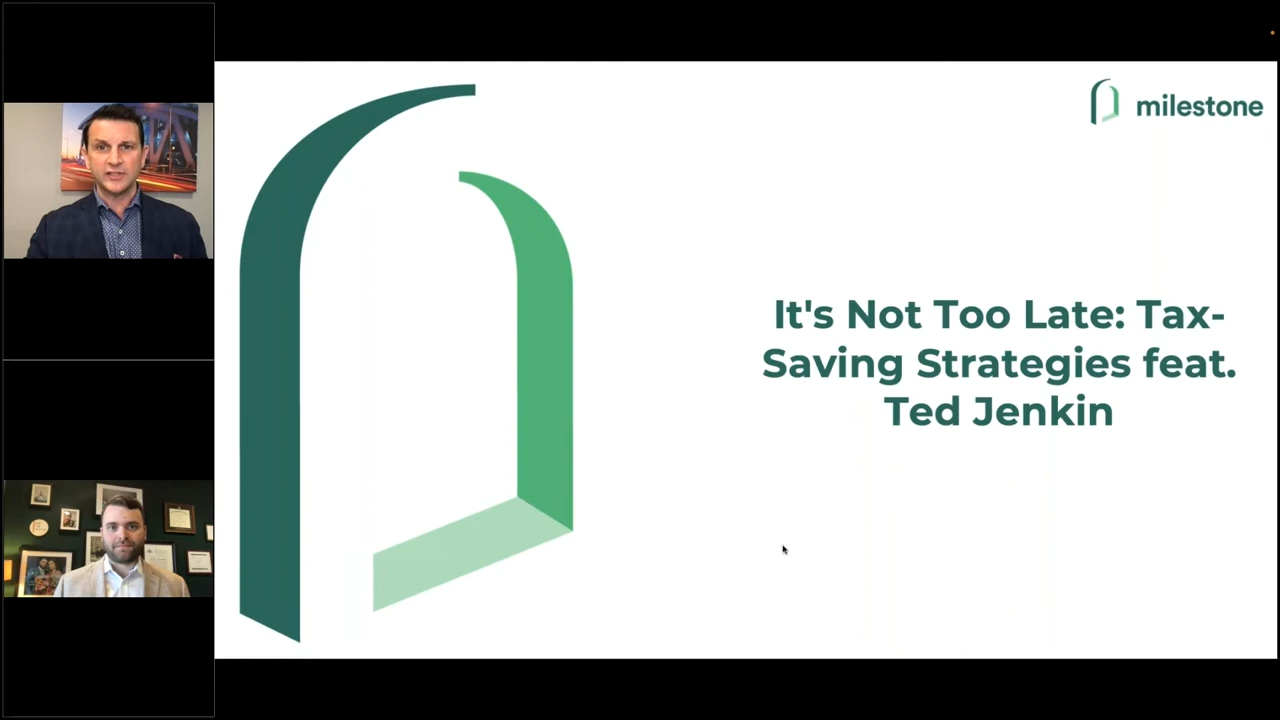 milestone
It's Not Too Late: Tax-
Saving Strategies feat.
Ted Jenkin